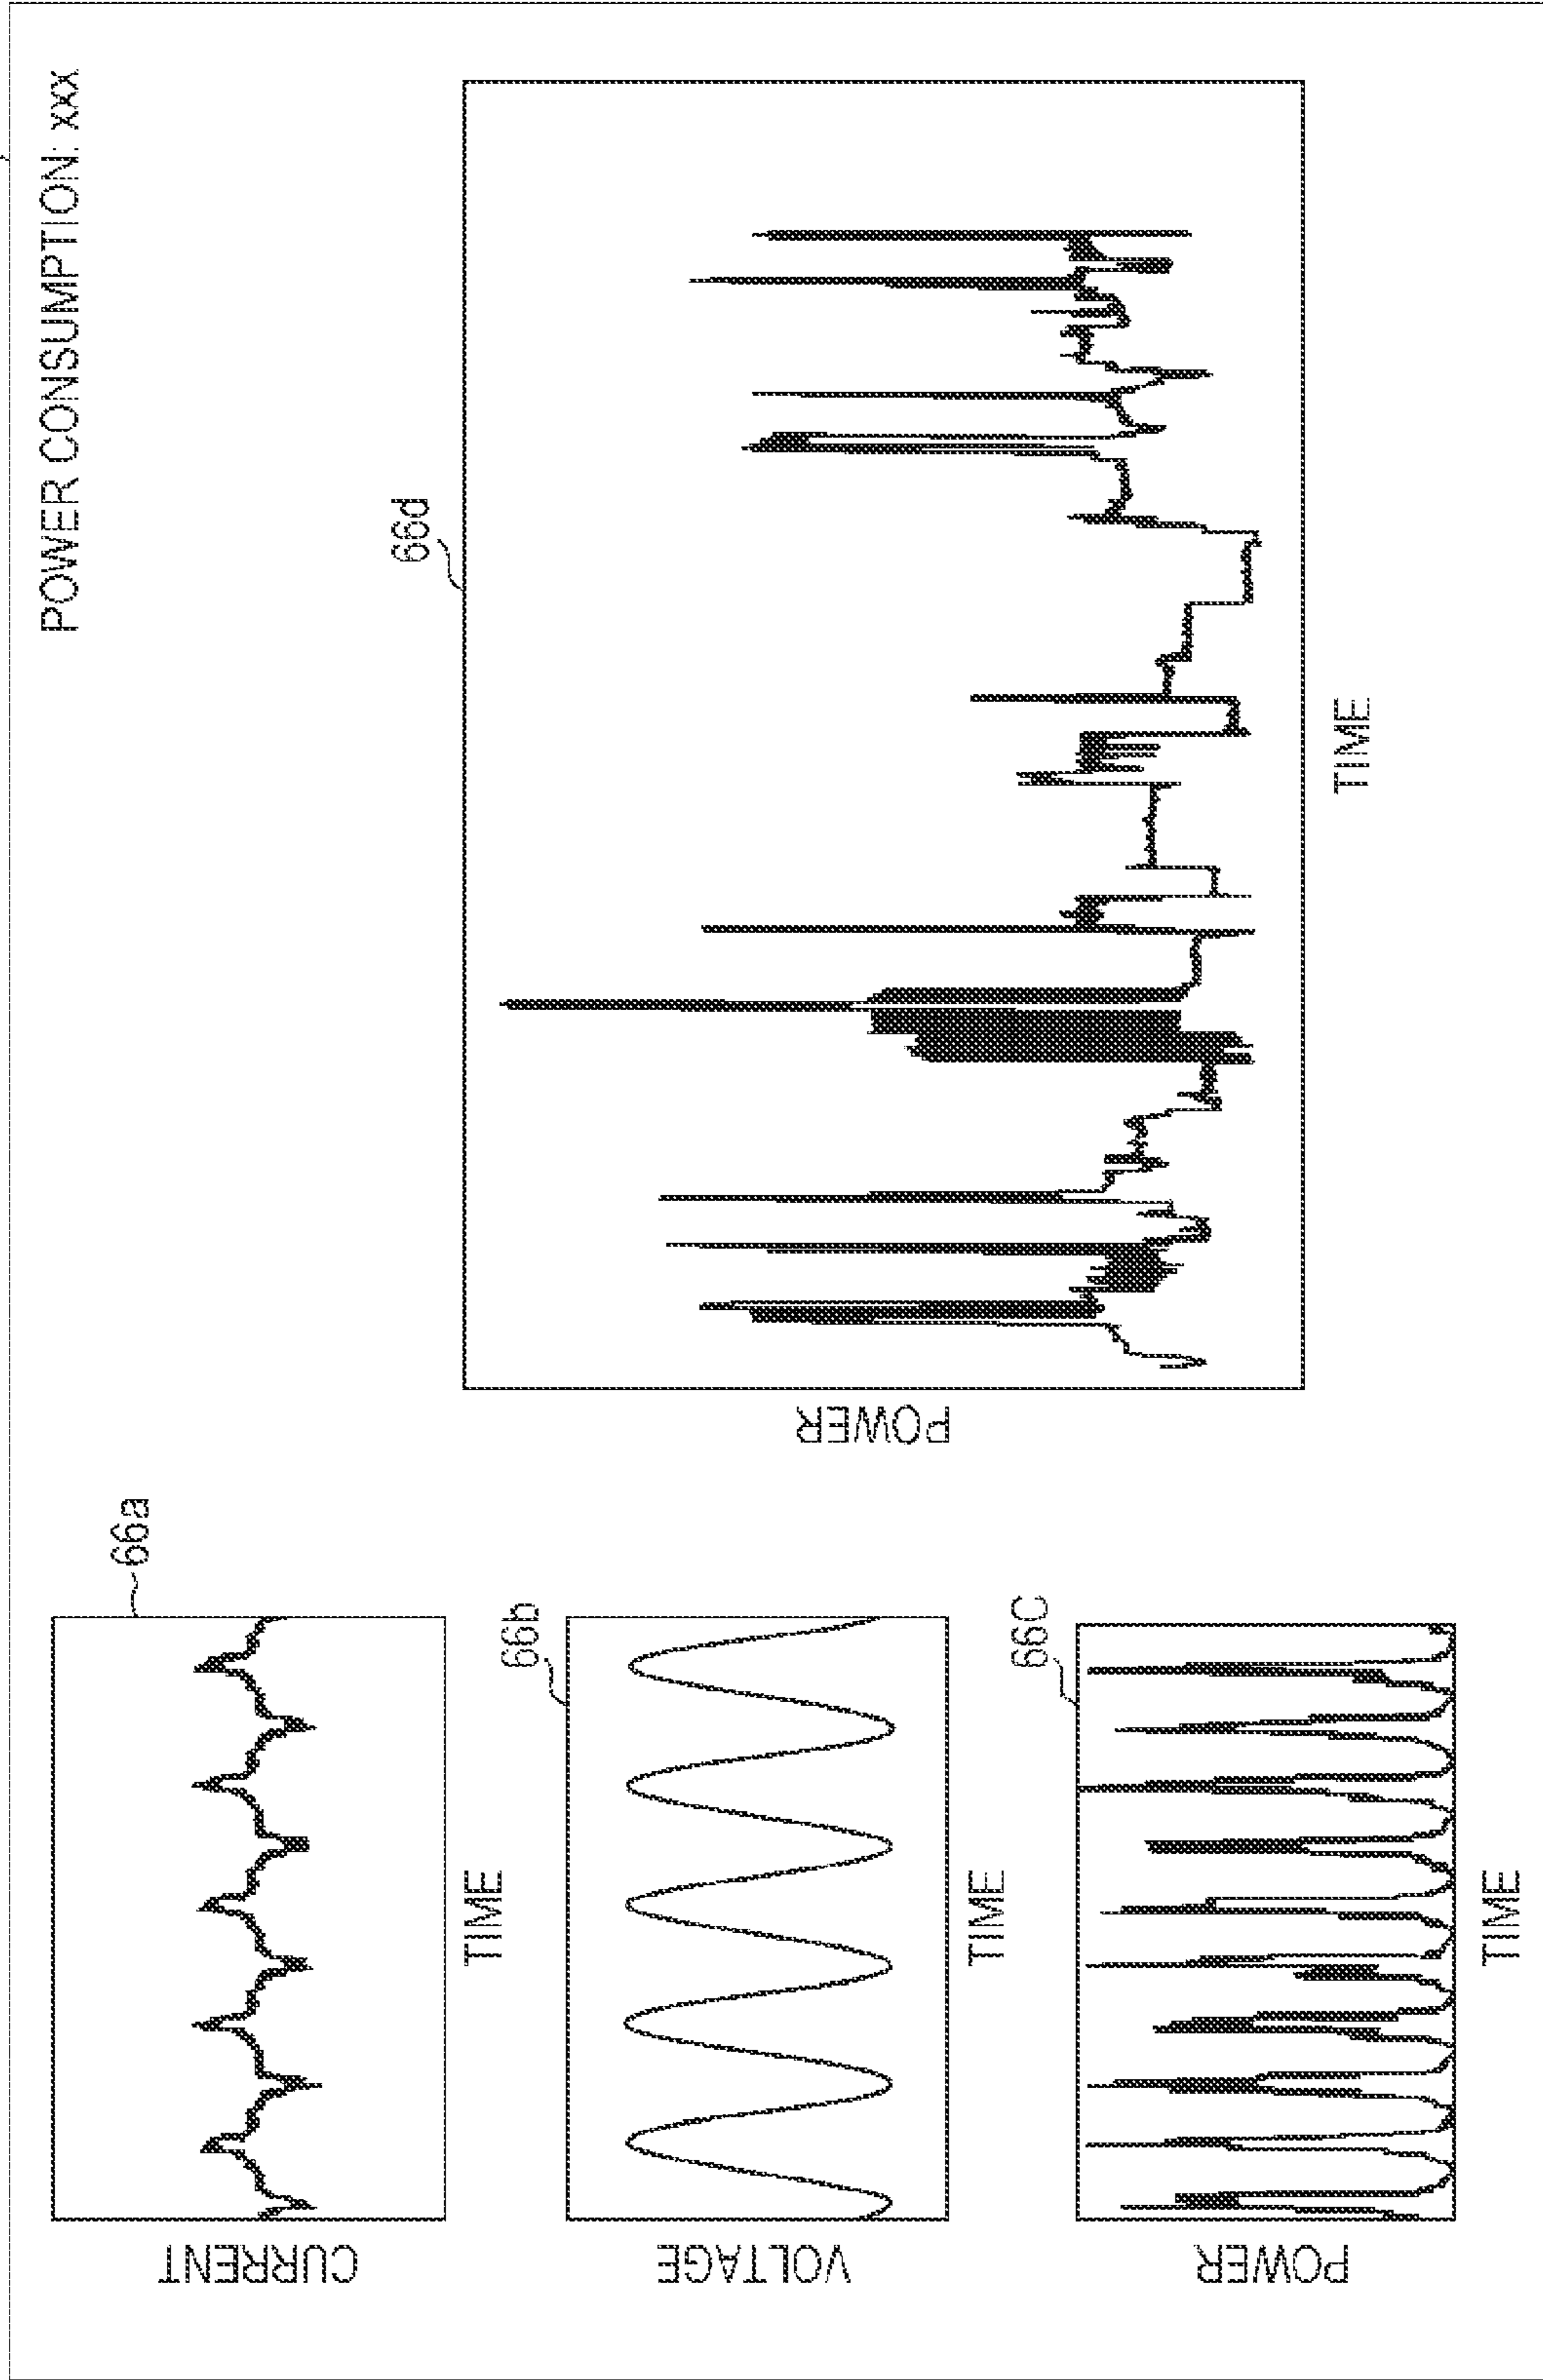 POWER CONSUMPTION: XXX
66a
CURRENT
TIME
66b
VOLTAGE
TIME
66C
POWER
TIME
66d
POWER
TIME